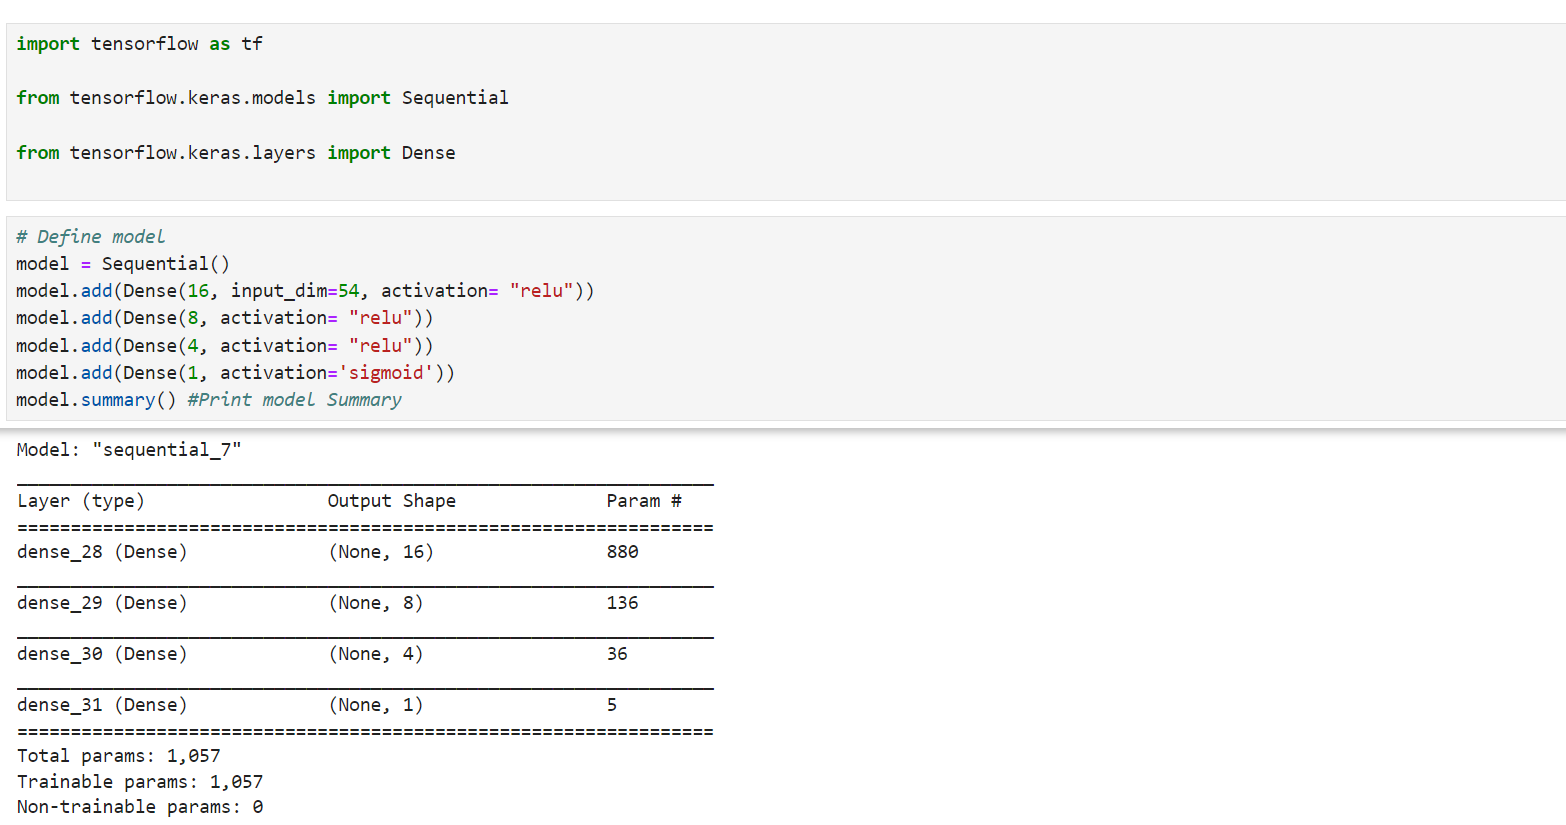 import tensorflow as tf
from tensorflow.keras.models import Sequential
from tensorflow.keras.layers import Dense
# Define model
model = Sequential()
model.add(Dense(16, input_dim=54, activation= "relu"))
model.add(Dense(8, activation= "relu"))
model.add(Dense(4, activation= "relu"))
model.add(Dense(1, activation='sigmoid'))
model.summary() #Print model Summary
Model: "sequential_7"
_________________________________________________________________
Layer (type)                 Output Shape              Param #
=================================================================
dense_28 (Dense)             (None, 16)                880
_________________________________________________________________
dense_29 (Dense)             (None, 8)                 136
_________________________________________________________________
dense_30 (Dense)             (None, 4)                 36
_________________________________________________________________
dense_31 (Dense)             (None, 1)                 5
=================================================================
Total params: 1,057
Trainable params: 1,057
Non-trainable params: 0